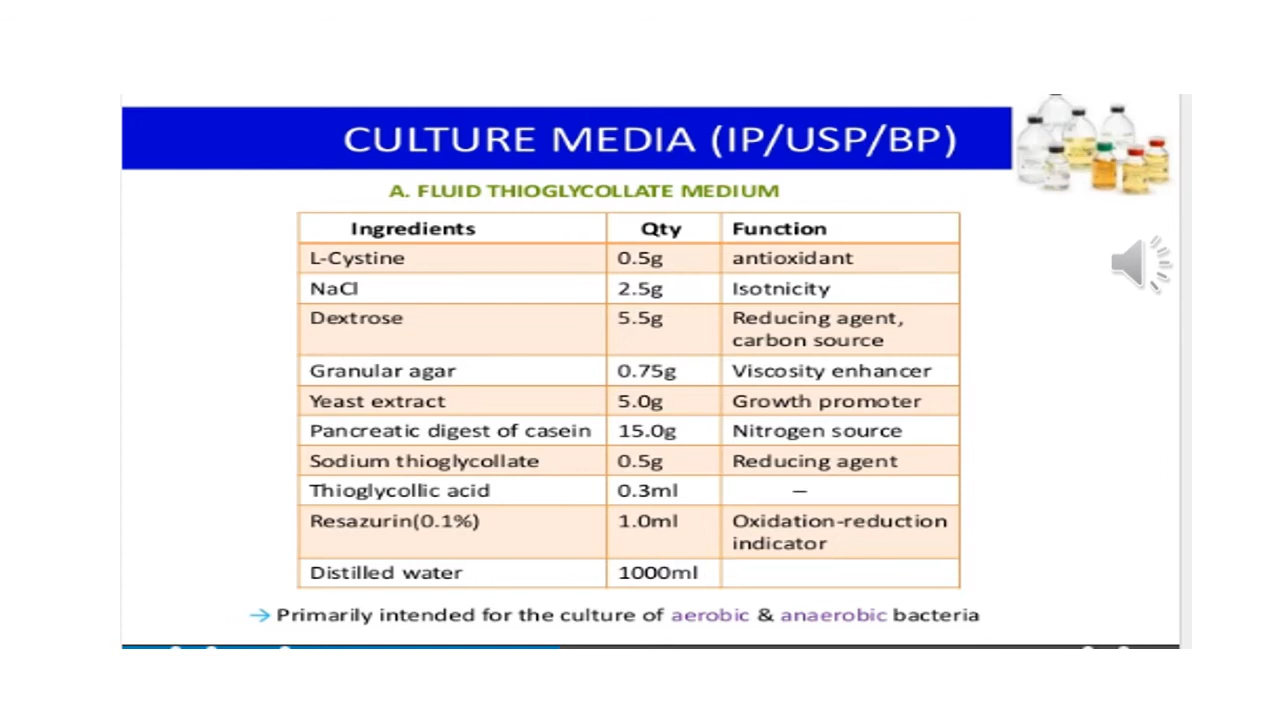 CULTURE MEDIA (IP/USP/BP)
A. FLUID THIOGLYCOLLATE MEDIUM
Ingredients Qty Function
L-Cystine 0.5g antioxidant
NaCl 2.5g Isotnicity
Dextrose 5.5g Reducing agent,
carbon source
Granular agar 0.75g Viscosity enhancer
Yeast extract 5.0g Growth promoter
Pancreatic digest of casein 15.0g Nitrogen source
Sodium thioglycollate 0.5g Reducing agent
Thioglycollic acid 0.3ml –
Resazurin(0.1%) 1.0ml Oxidation-reduction
indicator
Distilled water 1000ml
→ Primarily intended for the culture of aerobic & anaerobic bacteria